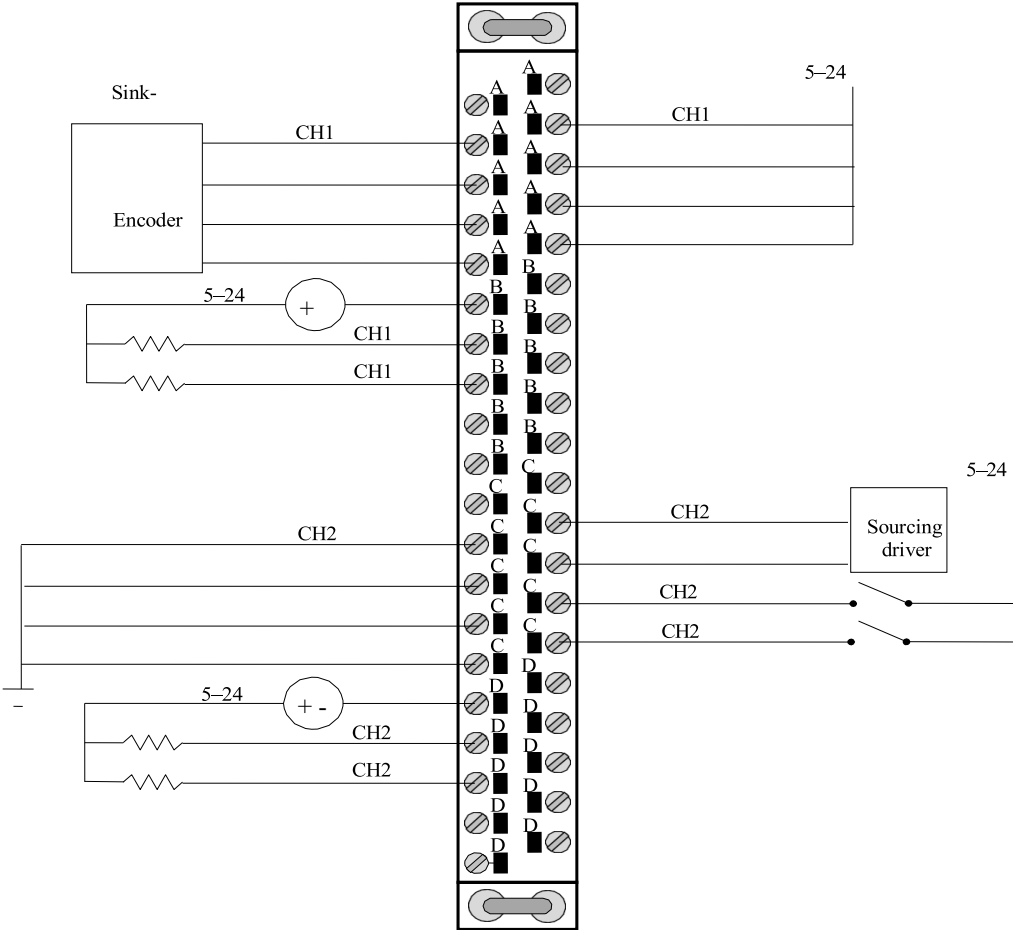 Sink-
CH1
Encoder
5–24
+
CH1
CH1
CH2
–
5–24
+ -
CH2
CH2
A
A
A
A
A
B
B
B
B
B
C
C
C
C
C
D
D
D
D
D
A
A
A
A
A
B
B
B
B
B
C
C
C
C
C
D
D
D
D
D
5–24
CH1
5–24
CH2
Sourcing
driver
CH2
CH2